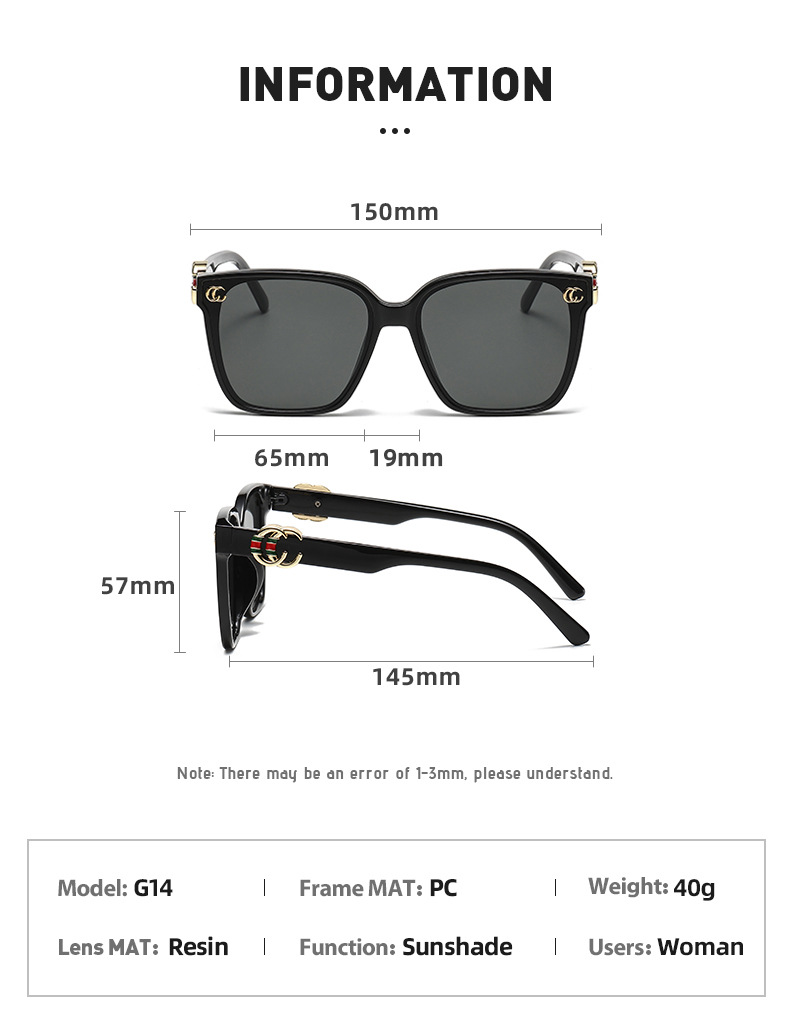 INFORMATION
150mm
65mm 19mm
57mm
145mm
Note: There may be an error of 1-3mm, please understand.
Model: G14 | Frame MAT: PC | Weight: 40g
Lens MAT: Resin | Function: Sunshade | Users: Woman